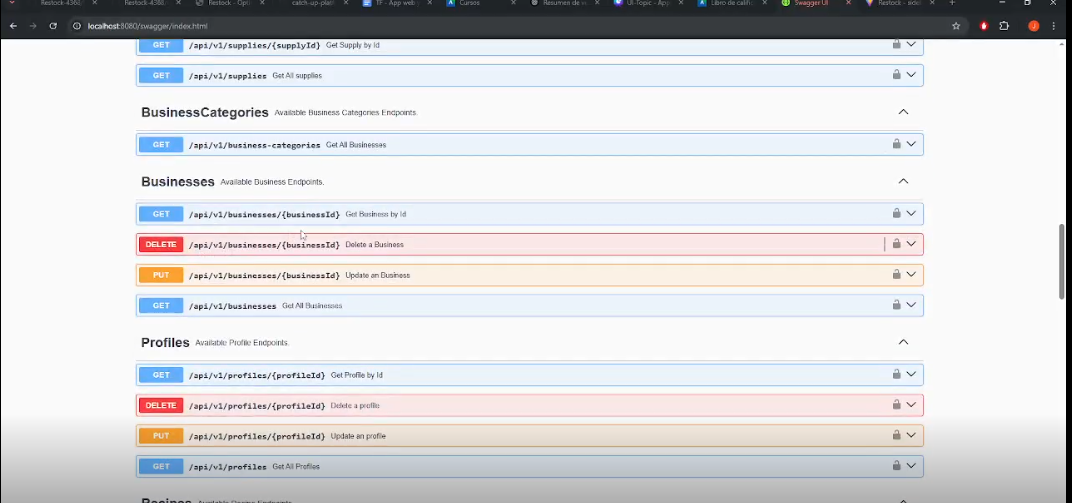 Restock-4368
Restock-4368.
Restock - Opti
catch-up-platf
TF - App web
Cursos
Resumen de v
UI-Topic - App
Libro de calif
Swagger UI
Restock - side
localhost:8080/swagger/index.html
GET /api/v1/supplies/{supplyId} Get Supply by Id
GET /api/v1/supplies Get All supplies
BusinessCategories Available Business Categories Endpoints.
GET /api/v1/business-categories Get All Businesses
Businesses Available Business Endpoints.
GET /api/v1/businesses/{businessId} Get Business by Id
DELETE /api/v1/businesses/{businessId} Delete a Business
PUT /api/v1/businesses/{businessId} Update an Business
GET /api/v1/businesses Get All Businesses
Profiles Available Profile Endpoints.
GET /api/v1/profiles/{profileId} Get Profile by Id
DELETE /api/v1/profiles/{profileId} Delete a profile
PUT /api/v1/profiles/{profileId} Update an profile
GET /api/v1/profiles Get All Profiles
Recipes Available Recipe Endpoints.